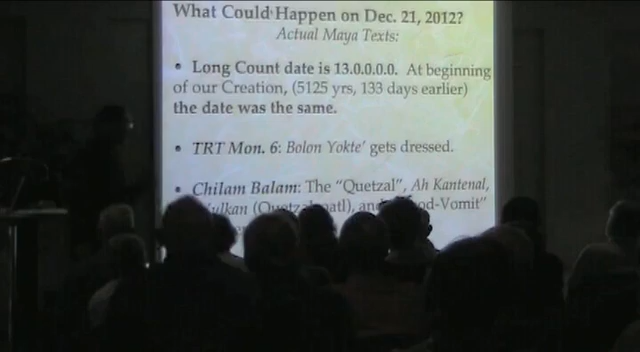 What Could Happen on Dec. 21, 2012?
Actual Maya Texts:
• Long Count date is 13.0.0.0.0. At beginning
of our Creation, (5125 yrs, 133 days earlier)
the date was the same.
• TRT Mon. 6: Bolon Yokte' gets dressed.
• Chilam Balam: The "Quetzal", Ah Kantenal,